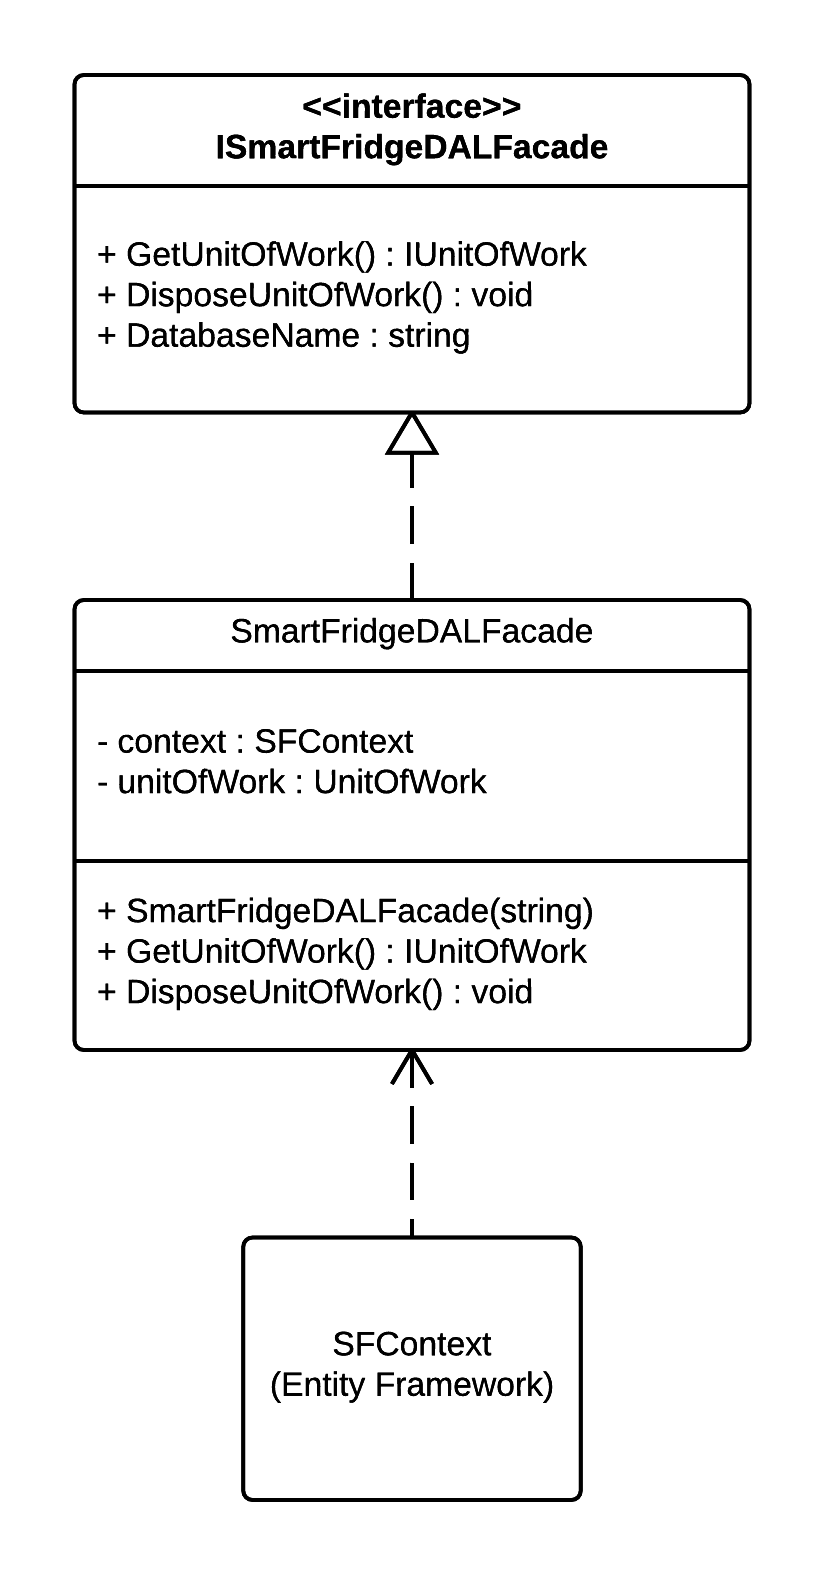 <<interface>>
ISmartFridgeDALFacade
+ GetUnitOfWork() : IUnitOfWork
+ DisposeUnitOfWork() : void
+ DatabaseName : string
SmartFridgeDALFacade
- context : SFContext
- unitOfWork : UnitOfWork
+ SmartFridgeDALFacade(string)
+ GetUnitOfWork() : IUnitOfWork
+ DisposeUnitOfWork() : void
SFContext
(Entity Framework)